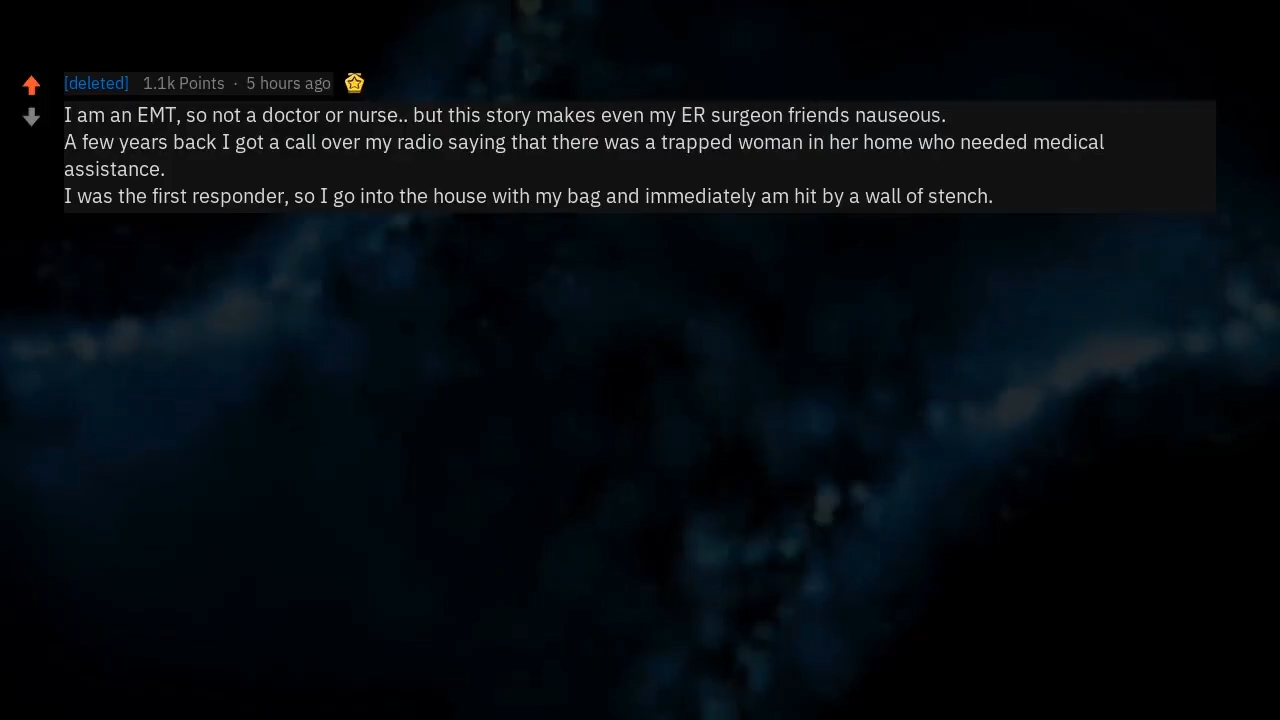 [deleted] 1.1k Points · 5 hours ago
I am an EMT, so not a doctor or nurse.. but this story makes even my ER surgeon friends nauseous.
A few years back I got a call over my radio saying that there was a trapped woman in her home who needed medical
assistance.
I was the first responder, so I go into the house with my bag and immediately am hit by a wall of stench.